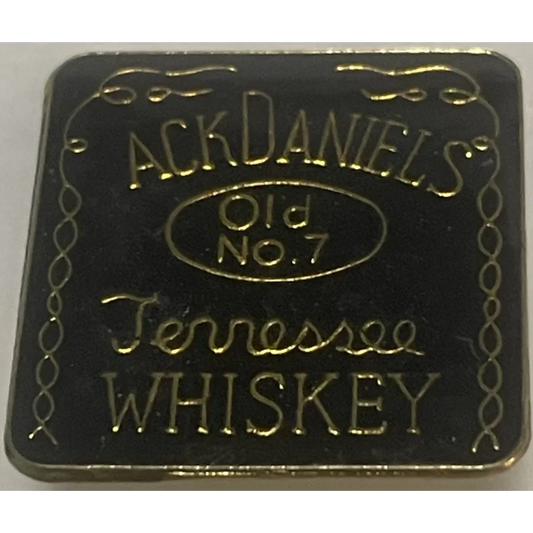 ACKDANIELS
Old
No.7
Tennessee
WHISKEY